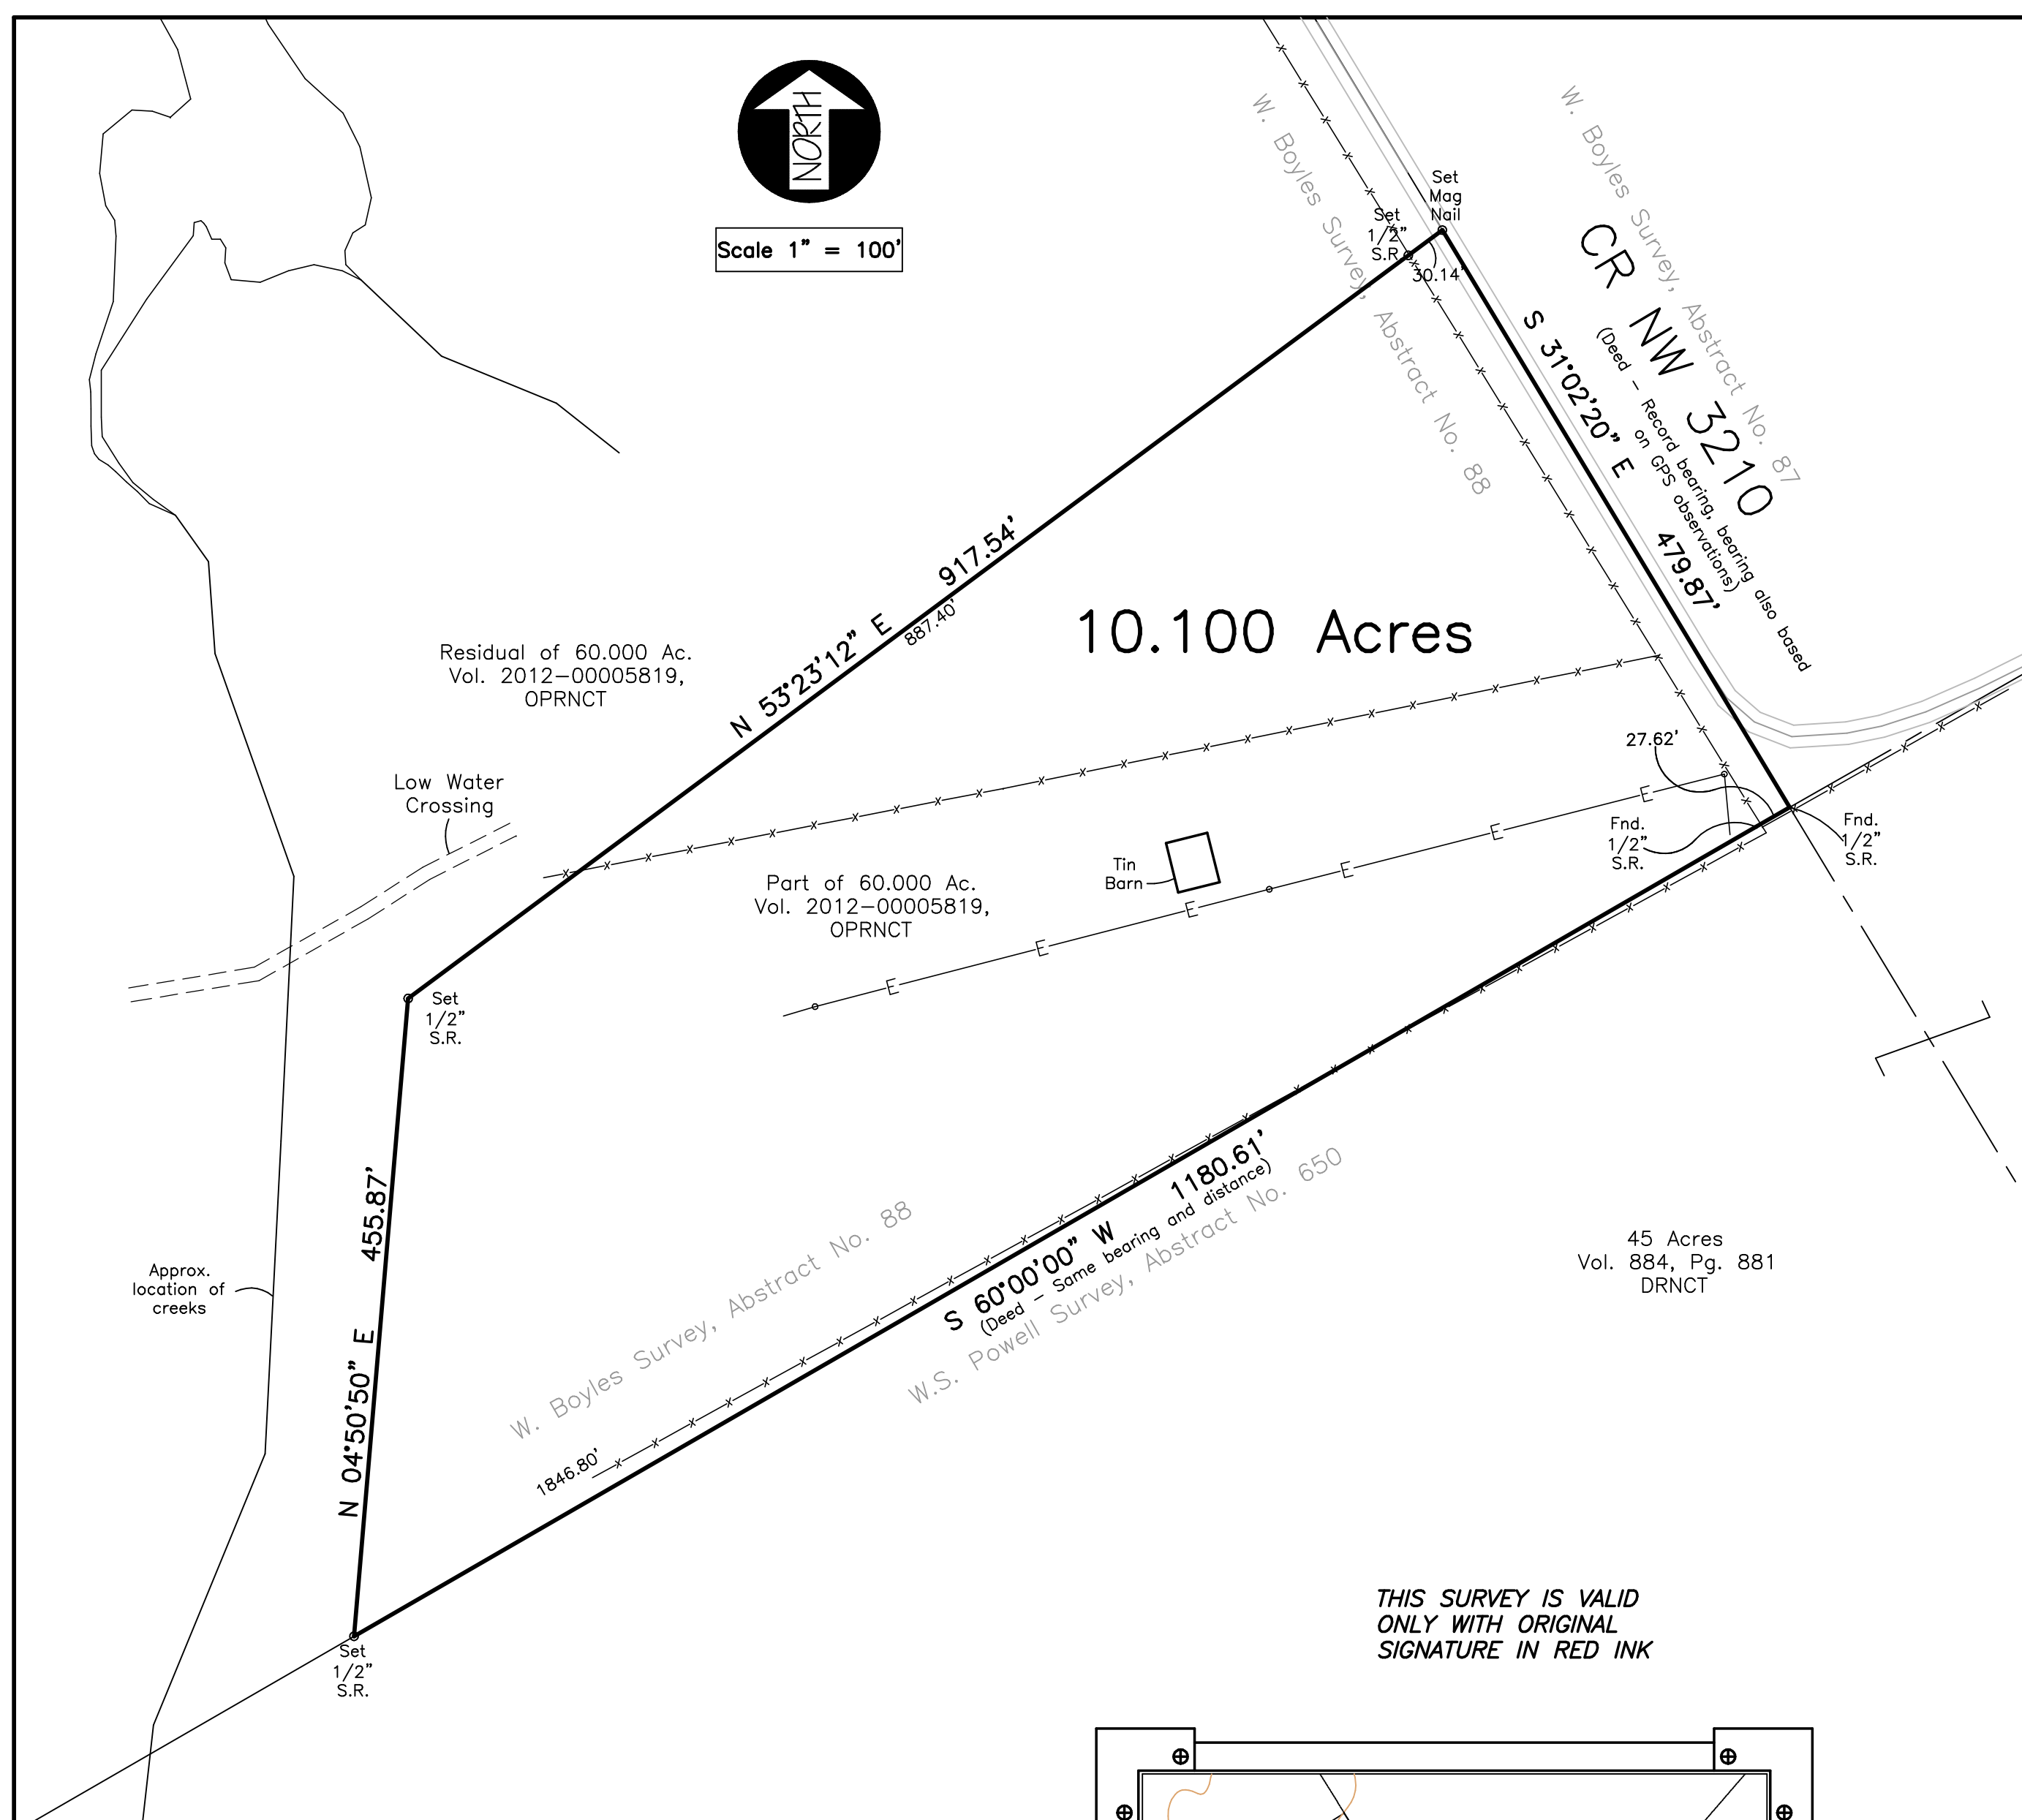 NORTH
Scale 1" = 100'
W. Boyles Survey, Abstract No. 88
W. Boyles Survey, Abstract No. 87
Set
Mag
Nail
Set
1/2"
S.R.
30.14'
CR NW 3210
S 31°02'20" E 479.87'
(Deed - Record bearing, bearing also based
on GPS observations)
N 53°23'12" E 917.54'
887.40'
10.100 Acres
Residual of 60.000 Ac.
Vol. 2012-00005819,
OPRNCT
Low Water
Crossing
27.62'
Fnd.
1/2"
S.R.
Fnd.
1/2"
S.R.
Tin
Barn
Part of 60.000 Ac.
Vol. 2012-00005819,
OPRNCT
E E E E E E
Set
1/2"
S.R.
N 04°50'50" E 455.87'
Approx.
location of
creeks
W. Boyles Survey, Abstract No. 88
S 60°00'00" W 1180.61'
(Deed - Same bearing and distance)
W.S. Powell Survey, Abstract No. 650
1846.80'
45 Acres
Vol. 884, Pg. 881
DRNCT
Set
1/2"
S.R.
THIS SURVEY IS VALID
ONLY WITH ORIGINAL
SIGNATURE IN RED INK